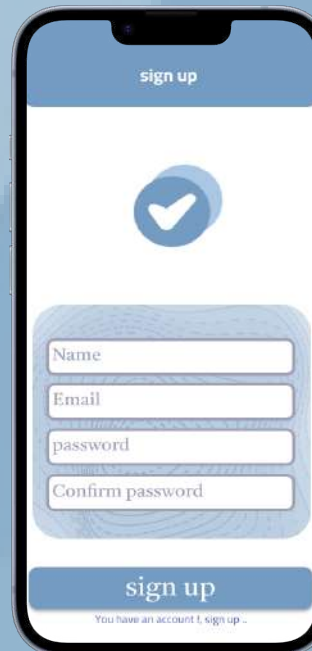 sign up
Name
Email
password
Confirm password
sign up
You have an account !, sign up ..